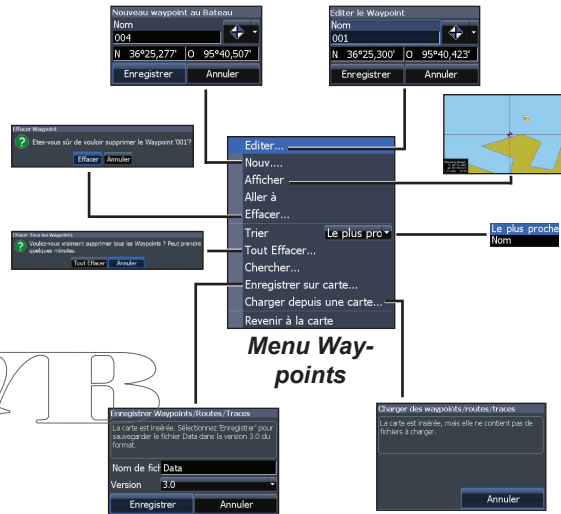 Nouveau waypoint au Bateau
Nom
004
N 36°25,277' O 95°40,507'
Enregistrer Annuler
Editer le Waypoint
Nom
001
N 36°25,300' O 95°40,423'
Enregistrer Annuler
Effacer Waypoint
Etes-vous sûr de vouloir supprimer le Waypoint '001'?
Effacer Annuler
001
Editer...
Nouv....
Afficher
Aller à
Effacer...
Trier Le plus pro
Tout Effacer...
Chercher...
Enregistrer sur carte...
Charger depuis une carte...
Revenir à la carte
Le plus proche
Nom
Effacer Tous les Waypoints
Voulez-vous vraiment supprimer tous les Waypoints ? Peut prendre
quelques minutes.
Tout Effacer Annuler
Menu Way-
points
Enregistrer Waypoints/Routes/Traces
La carte est insérée. Sélectionnez 'Enregistrer' pour
sauvegarder le fichier Data dans la version 3.0 du
format.
Nom de fich Data
Version 3.0
Enregistrer Annuler
Charger des waypoints/routes/traces
La carte est insérée, mais elle ne contient pas de
fichiers à charger.
Annuler